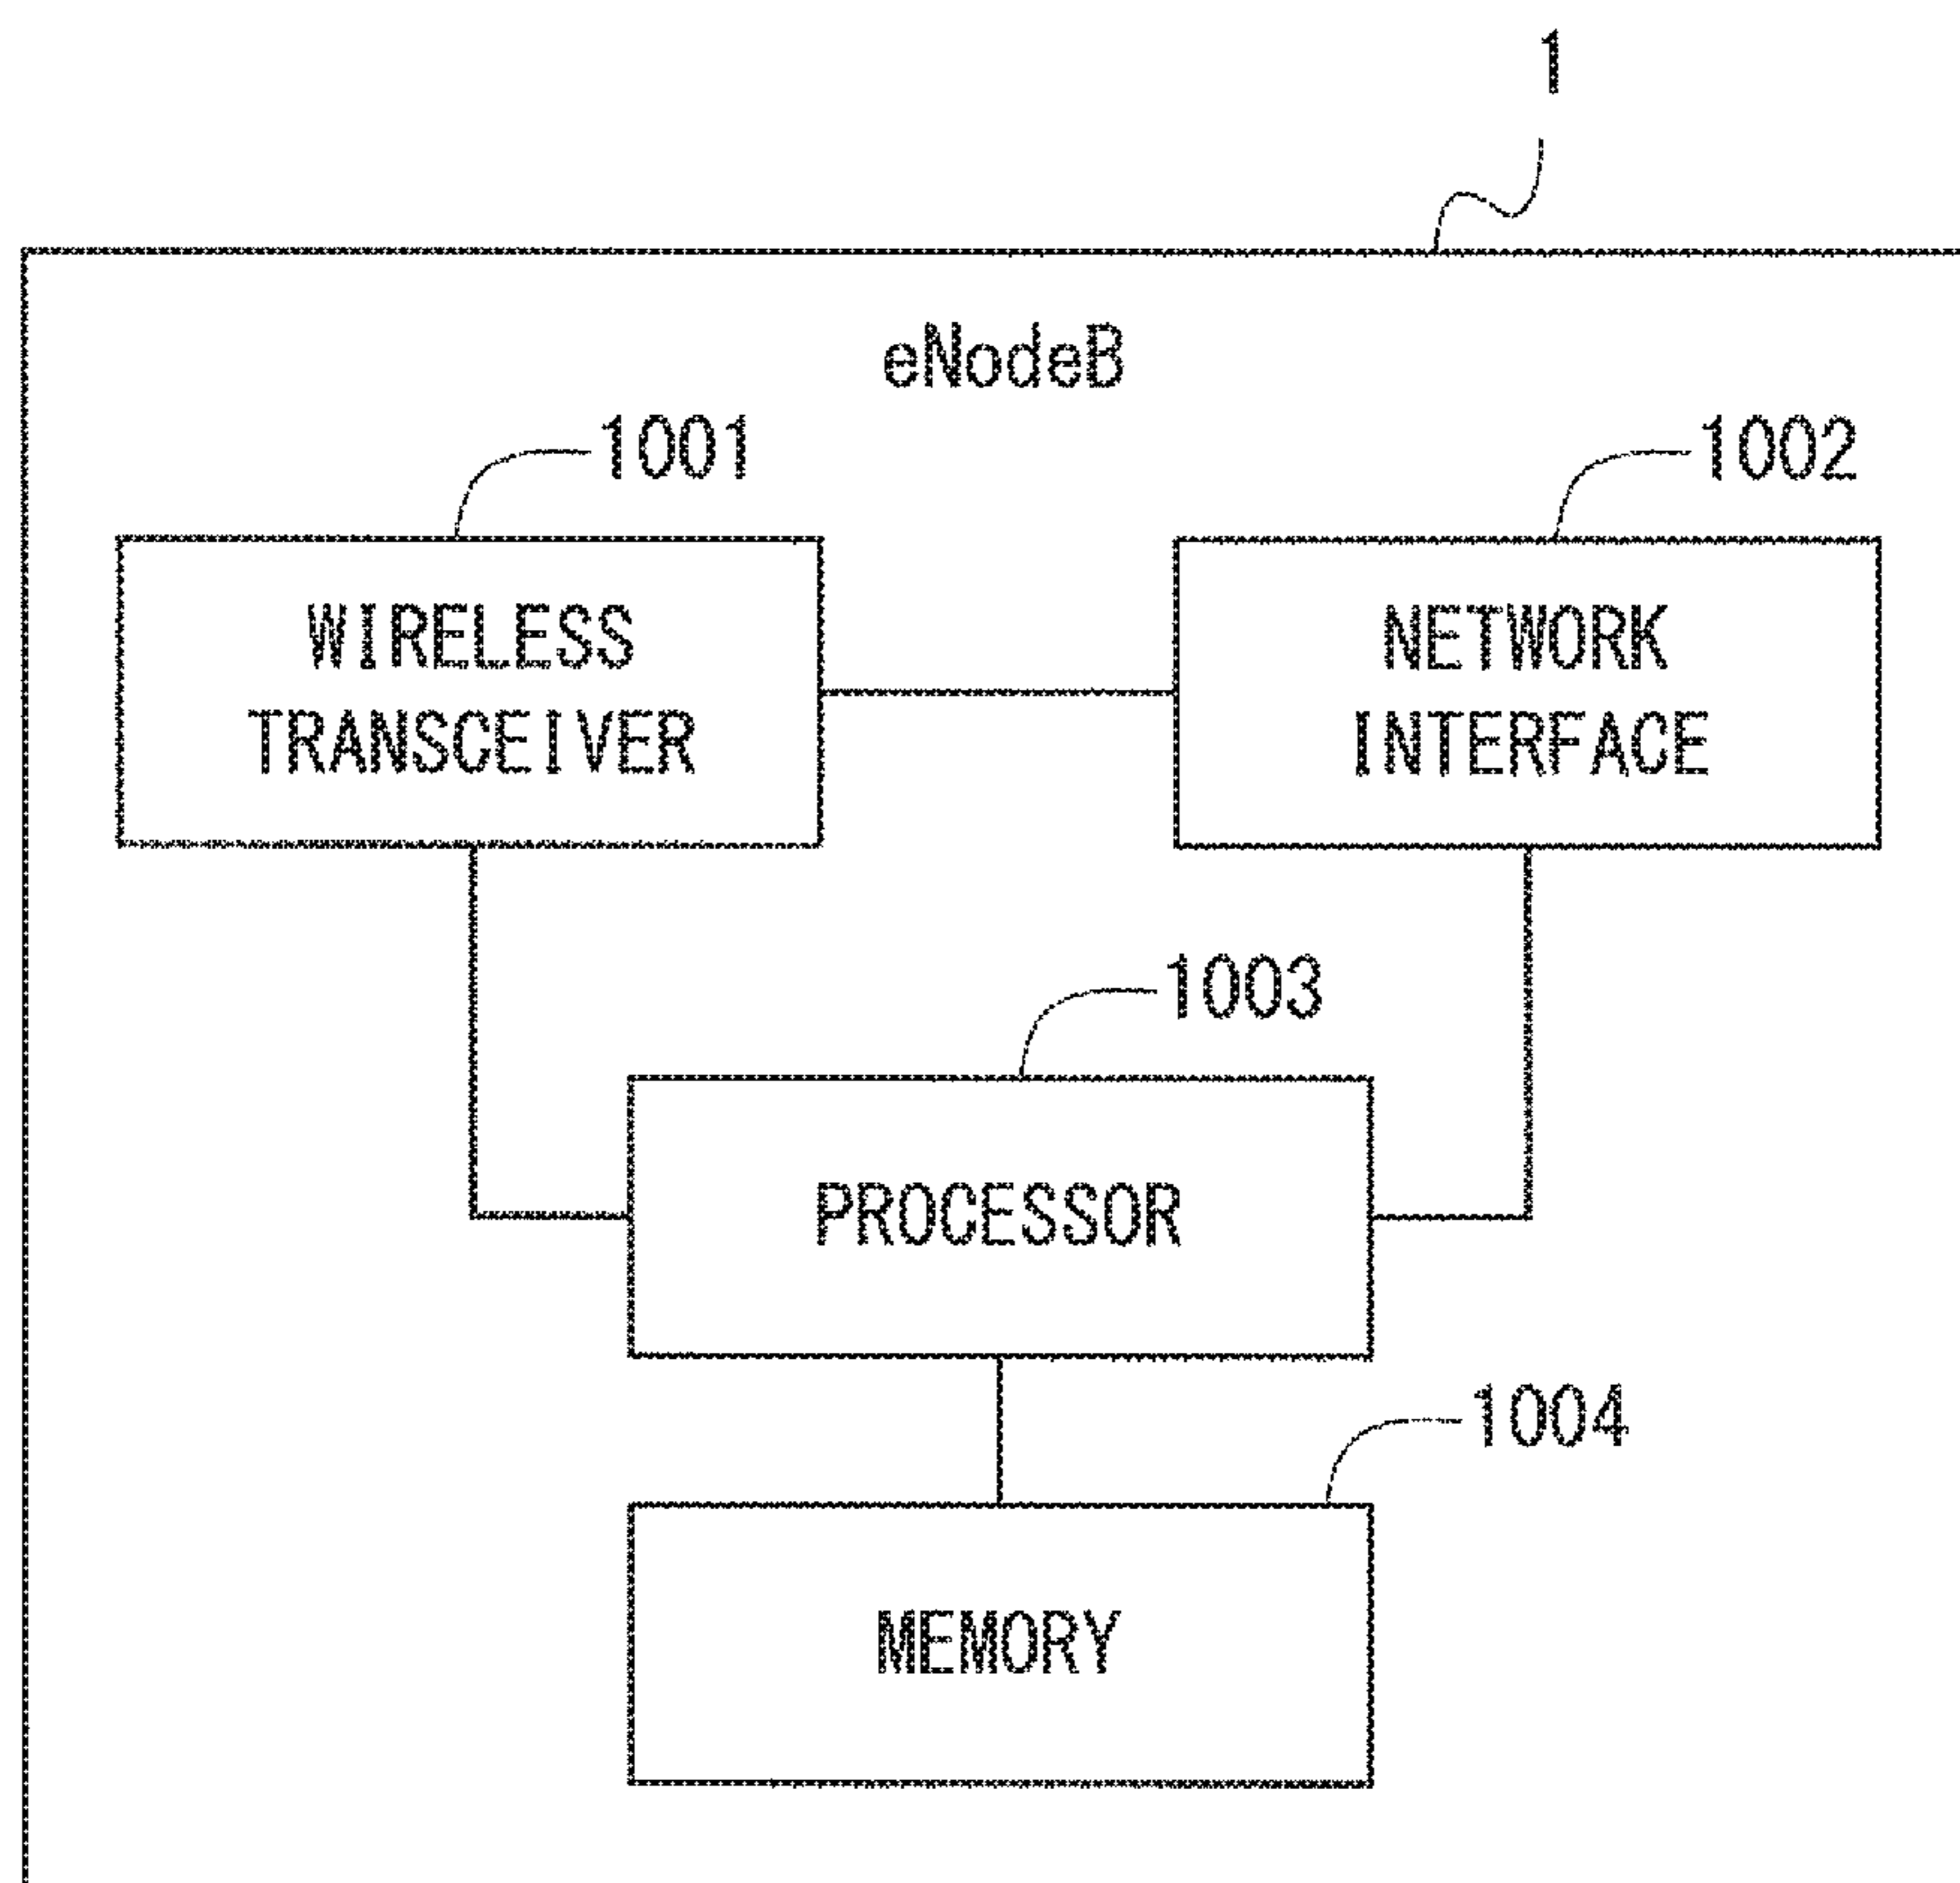 1
eNodeB
1001
1002
WIRELESS
TRANSCEIVER
NETWORK
INTERFACE
1003
PROCESSOR
1004
MEMORY